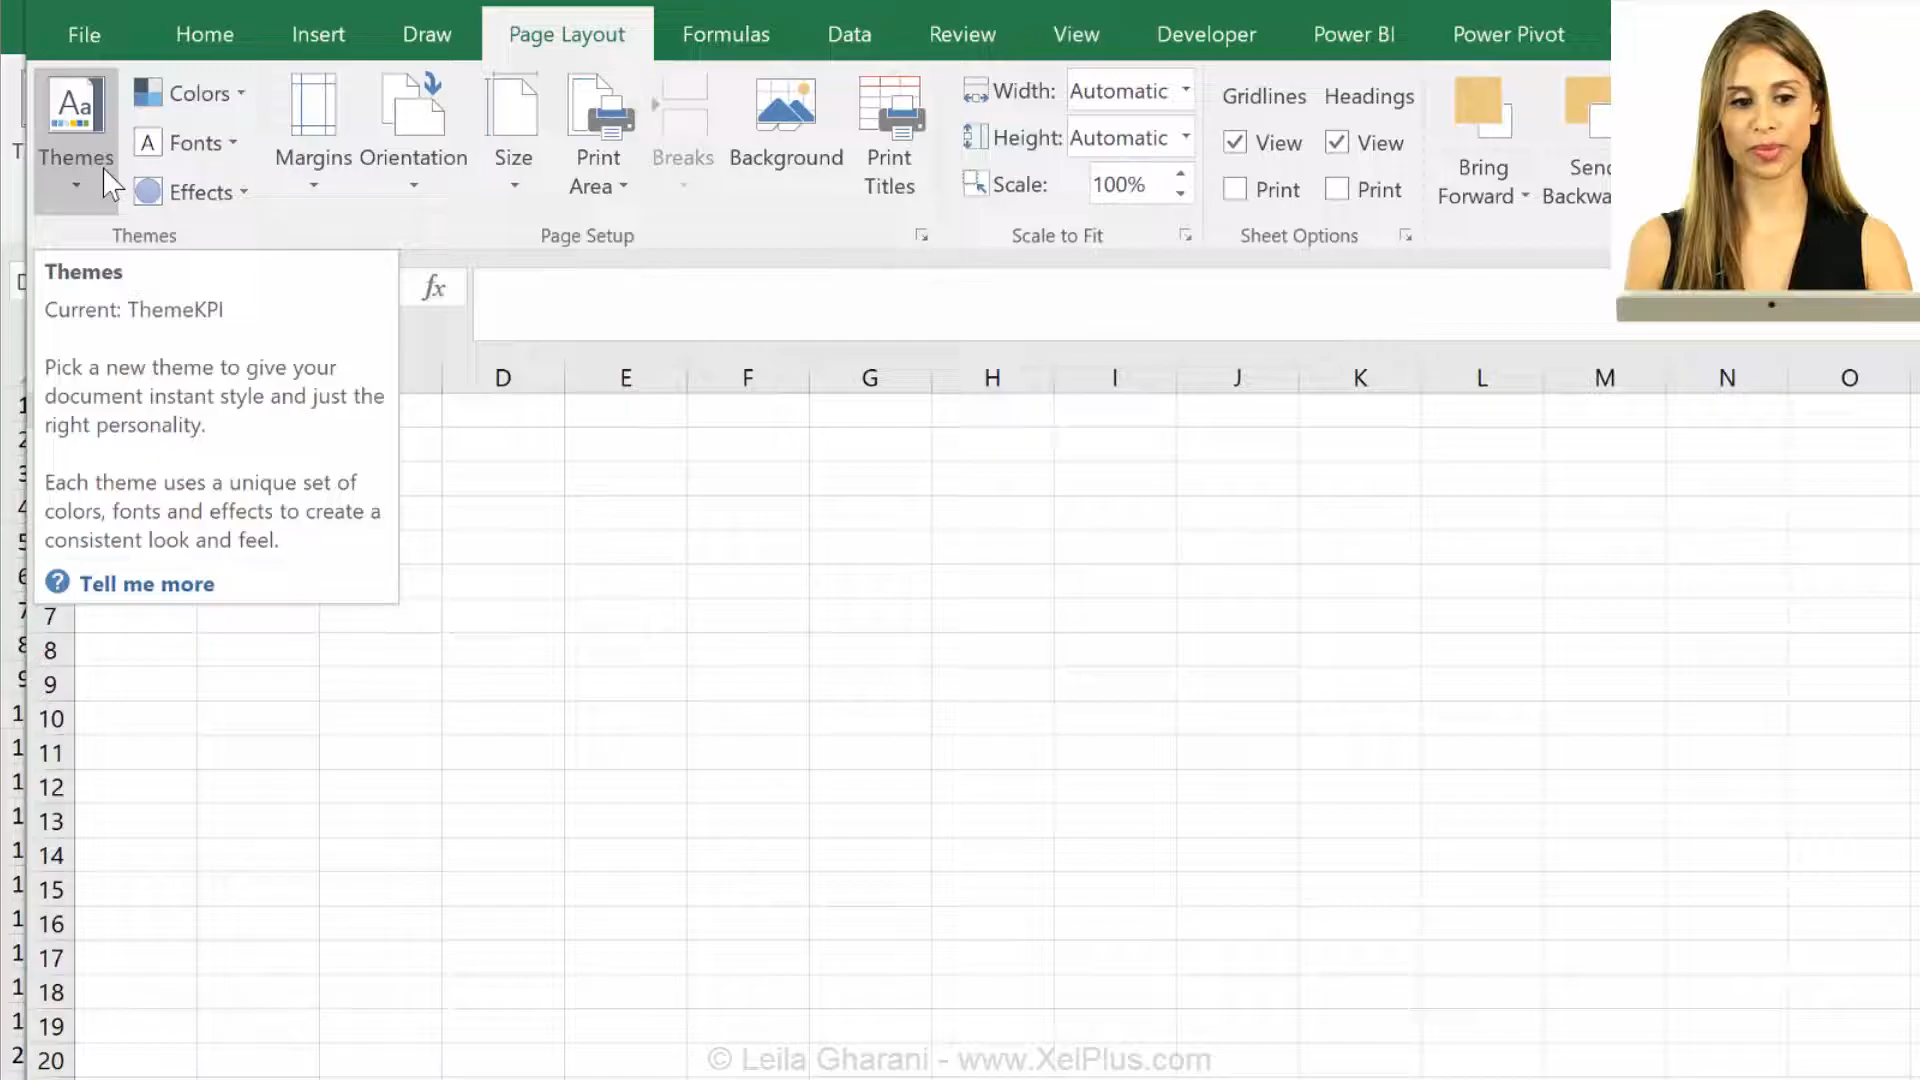 File Home Insert Draw Page Layout Formulas Data Review View Developer Power BI Power Pivot
Aa
Themes
Colors
A Fonts
Effects
Themes
Margins
Orientation
Size
Print
Area
Breaks
Background
Print
Titles
Page Setup
Width: Automatic
Height: Automatic
Scale: 100%
Scale to Fit
Gridlines Headings
View View
Print Print
Sheet Options
Bring
Forward
Themes
Current: ThemeKPI
Pick a new theme to give your
document instant style and just the
right personality.
Each theme uses a unique set of
colors, fonts and effects to create a
consistent look and feel.
? Tell me more
fx
D E F G H I J K L M N O
7
8
9
10
11
12
13
14
15
16
17
18
19
20
© Leila Gharani - www.XelPlus.com